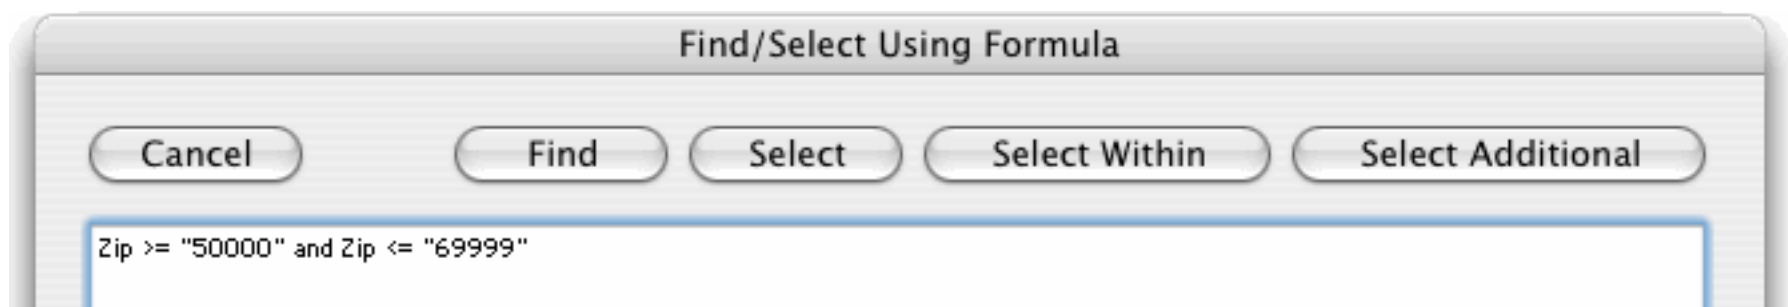 Find/Select Using Formula
Cancel Find Select Select Within Select Additional
Zip >= "50000" and Zip <= "69999"